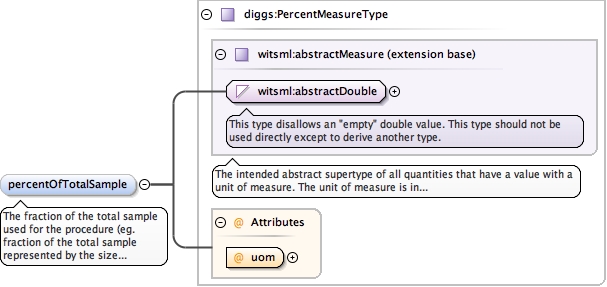 diggs:PercentMeasureType
witsml:abstractMeasure (extension base)
witsml:abstractDouble
This type disallows an "empty" double value. This type should not be
used directly except to derive another type.
The intended abstract supertype of all quantities that have a value with a
unit of measure. The unit of measure is in...
percentOfTotalSample
The fraction of the total sample
used for the procedure (eg.
fraction of the total sample
represented by the size...
@ Attributes
@ uom